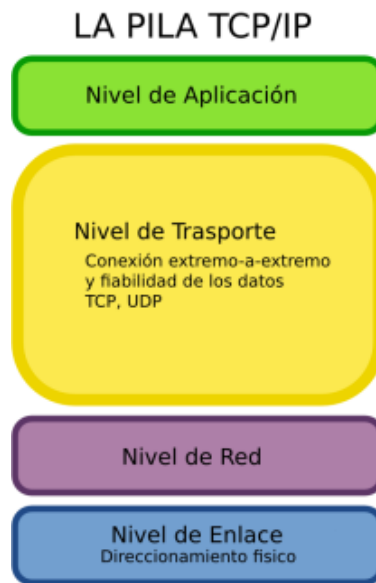 LA PILA TCP/IP
Nivel de Aplicación
Nivel de Trasporte
Conexión extremo-a-extremo
y fiabilidad de los datos
TCP, UDP
Nivel de Red
Nivel de Enlace
Direccionamiento fisico